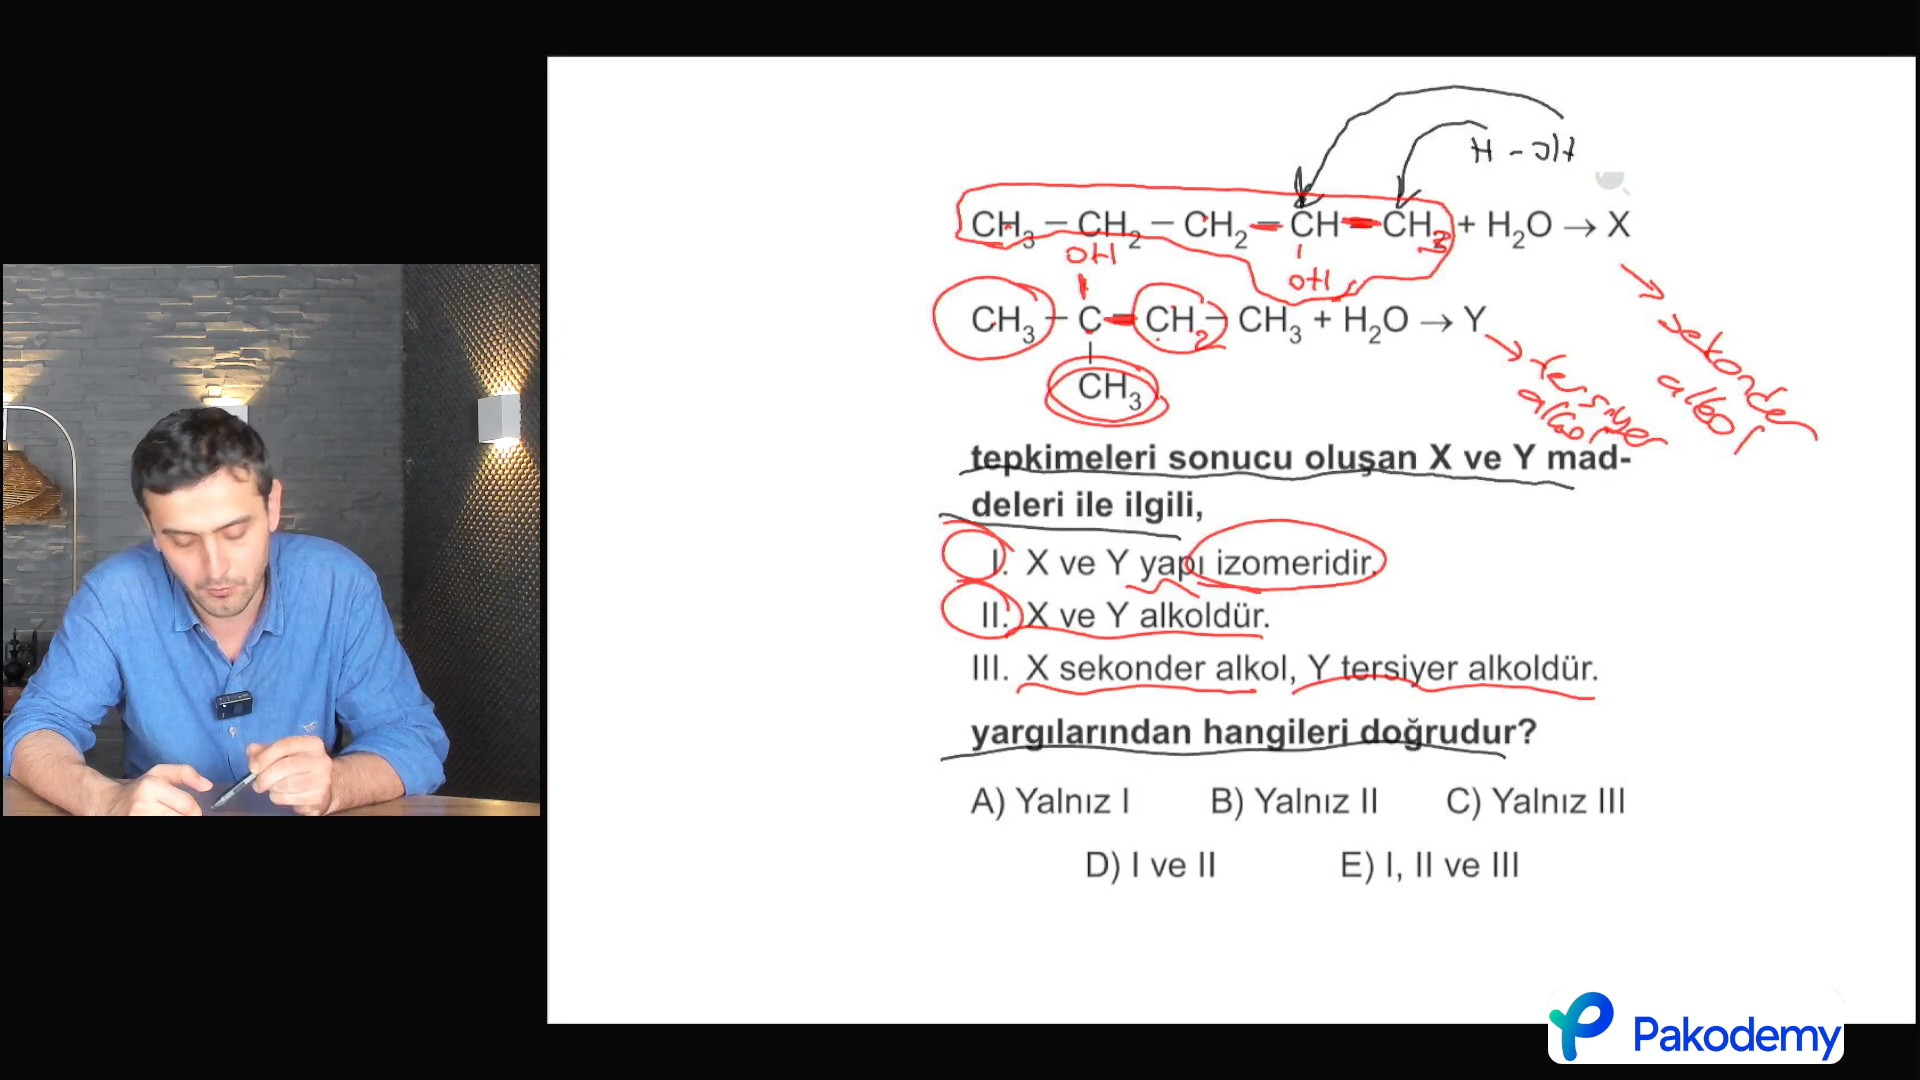 H - OH
CH3 – CH2 – CH2 – CH = CH2 + H2O → X
OH
OH
CH3 – C = CH2 – CH3 + H2O → Y
CH3
sekonder
alkol
tersiyer
alkol
tepkimeleri sonucu oluşan X ve Y mad-
deleri ile ilgili,
I. X ve Y yapı izomeridir.
II. X ve Y alkoldür.
III. X sekonder alkol, Y tersiyer alkoldür.
yargılarından hangileri doğrudur?
A) Yalnız I B) Yalnız II C) Yalnız III
D) I ve II E) I, II ve III
Pakodemy